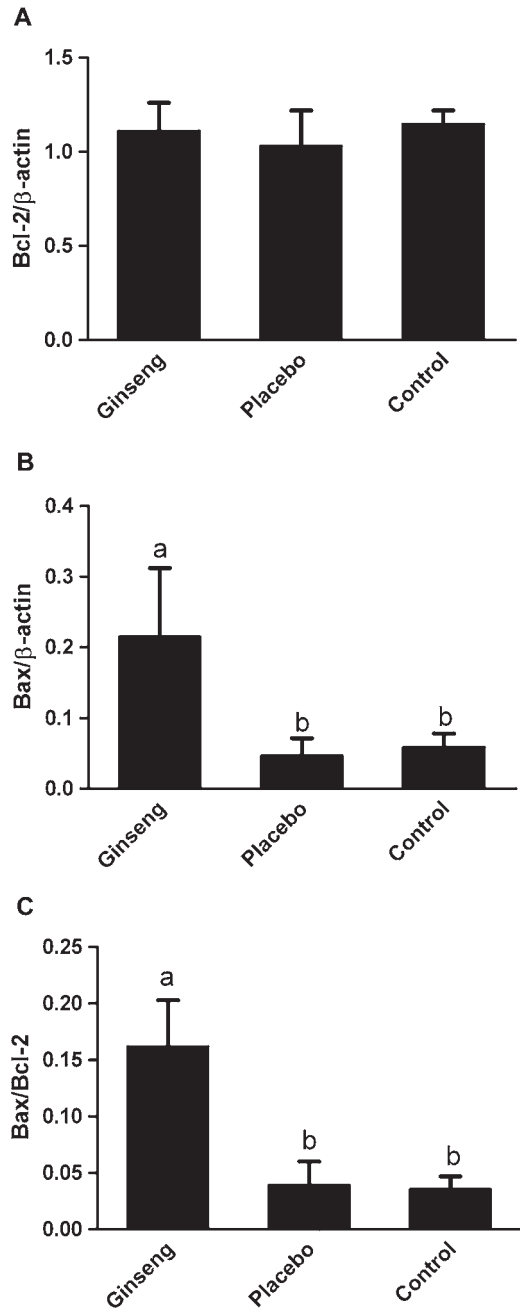 A
Bcl-2/β-actin
1.5
1.0
0.5
0.0
Ginseng
Placebo
Control
B
Bax/β-actin
0.4
0.3
0.2
0.1
0.0
a
b
b
Ginseng
Placebo
Control
C
Bax/Bcl-2
0.25
0.20
0.15
0.10
0.05
0.00
a
b
b
Ginseng
Placebo
Control